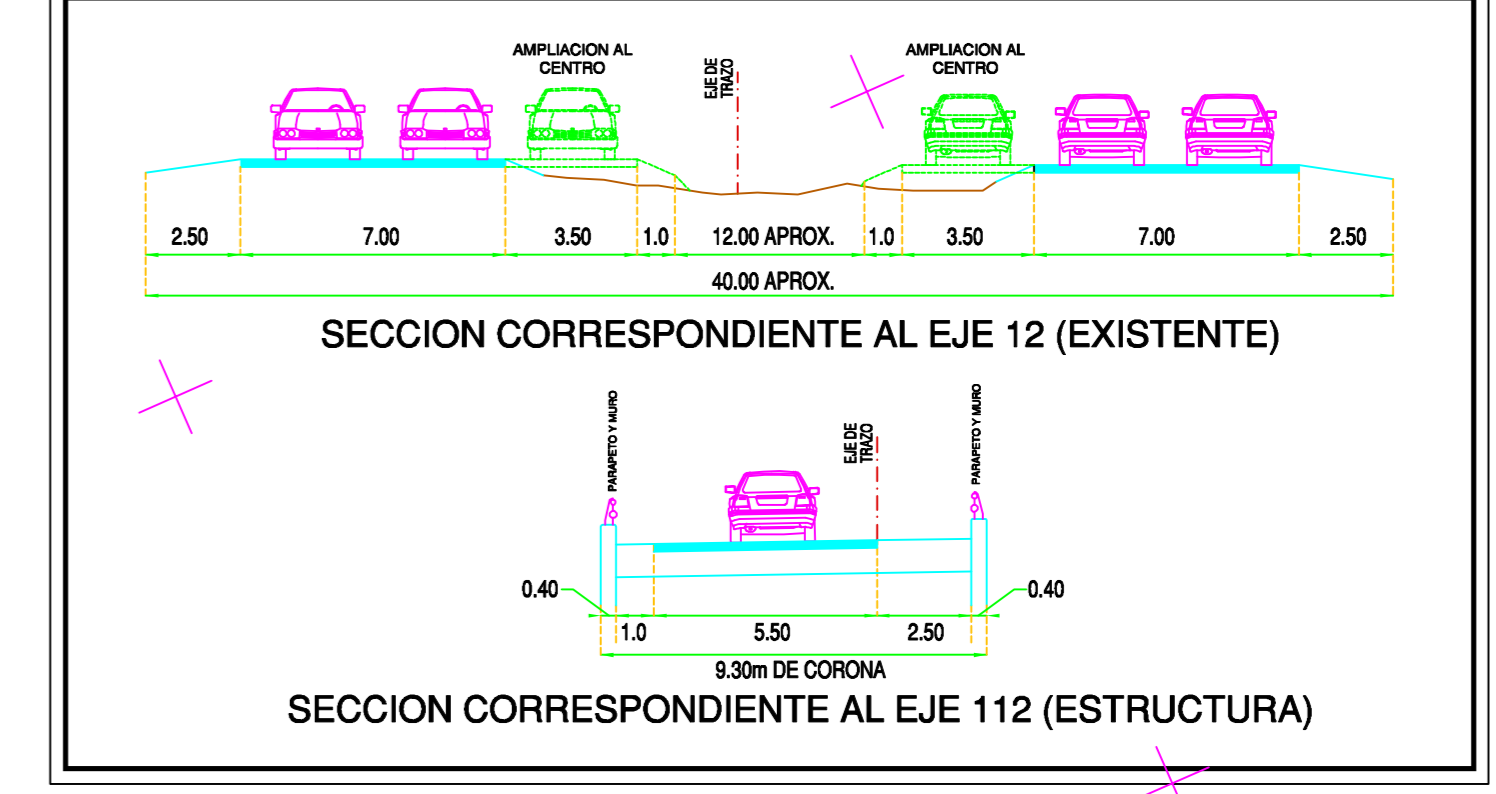 AMPLIACION AL
CENTRO
EJE DE
TRAZO
AMPLIACION AL
CENTRO
2.50
7.00
3.50
1.0
12.00 APROX.
1.0
3.50
7.00
2.50
40.00 APROX.
SECCION CORRESPONDIENTE AL EJE 12 (EXISTENTE)
PARAPETO Y MURO
EJE DE
TRAZO
PARAPETO Y MURO
0.40
0.40
1.0
5.50
2.50
9.30m DE CORONA
SECCION CORRESPONDIENTE AL EJE 112 (ESTRUCTURA)